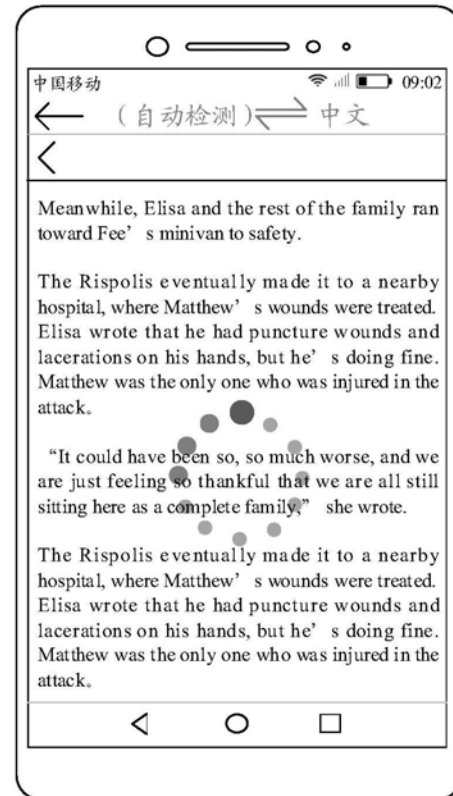 中国移动 09:02
（自动检测） 中文
Meanwhile, Elisa and the rest of the family ran
toward Fee’ s minivan to safety.
The Rispolis eventually made it to a nearby
hospital, where Matthew’ s wounds were treated.
Elisa wrote that he had puncture wounds and
lacerations on his hands, but he’ s doing fine.
Matthew was the only one who was injured in the
attack。
“It could have been so, so much worse, and we
are just feeling so thankful that we are all still
sitting here as a complete family,” she wrote.
The Rispolis eventually made it to a nearby
hospital, where Matthew’ s wounds were treated.
Elisa wrote that he had puncture wounds and
lacerations on his hands, but he’ s doing fine.
Matthew was the only one who was injured in the
attack。